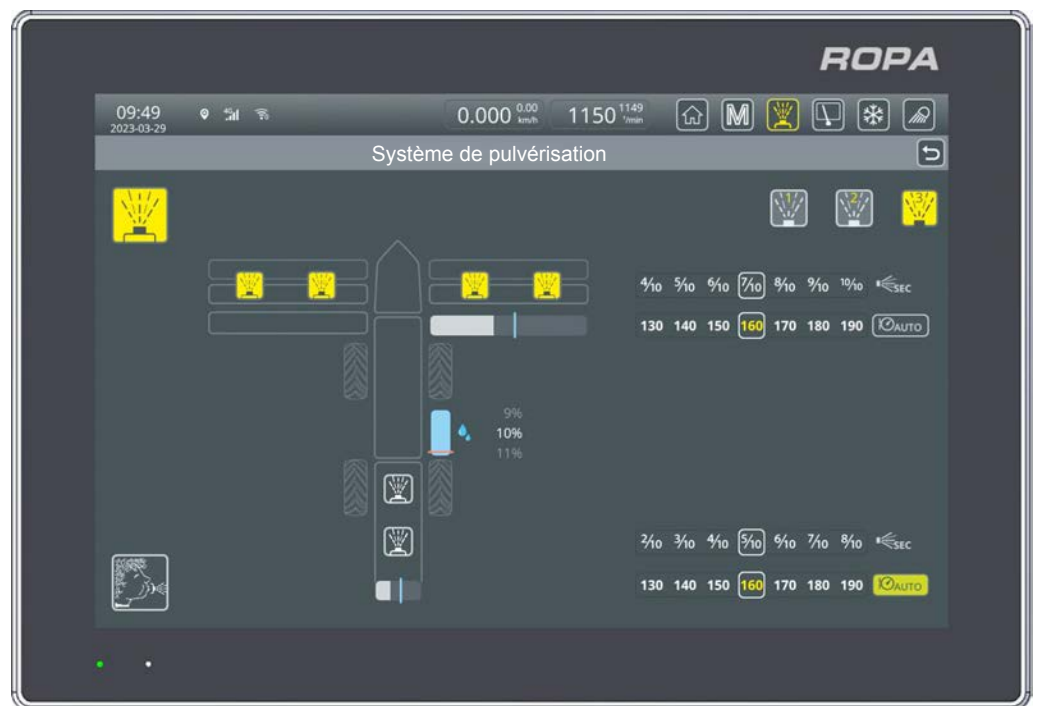 ROPA
09:49 4G 0.000 0.00 km/h 1150 1149 1/min M
2023-03-29
Système de pulvérisation
1 2 3
4/10 5/10 6/10 7/10 8/10 9/10 10/10 SEC
130 140 150 160 170 180 190 AUTO
9%
10%
11%
2/10 3/10 4/10 5/10 6/10 7/10 8/10 SEC
130 140 150 160 170 180 190 AUTO